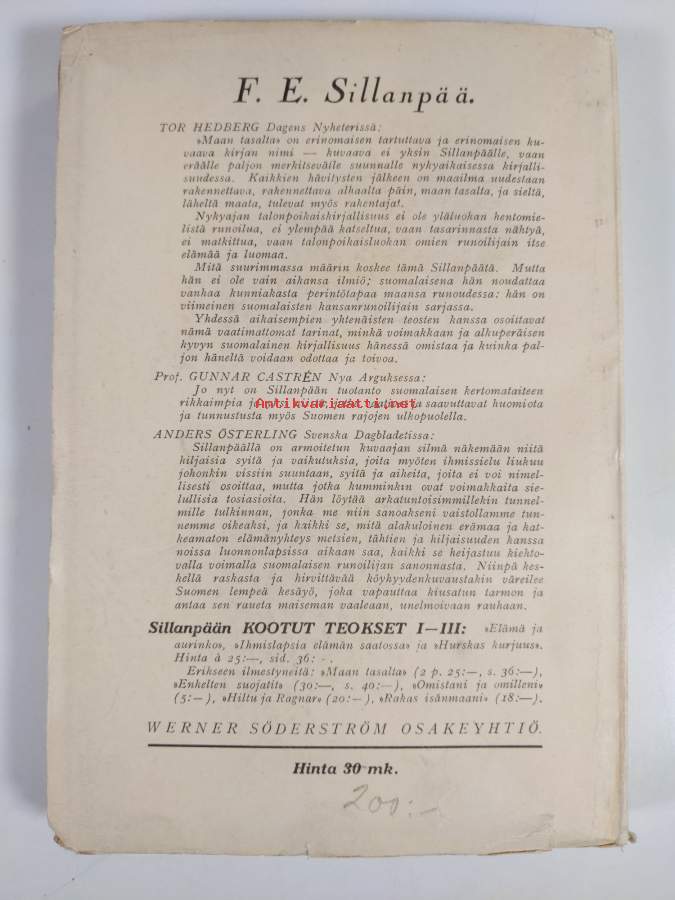 F. E. Sillanpää.
TOR HEDBERG Dagens Nyheterissä:
»Maan tasalta» on erinomaisen tartuttava ja erinomaisen ku-
vaava kirjan nimi — kuvaava ei yksin Sillanpäälle, vaan
eräälle paljon merkitseväile suunnalle nykyaikaisessa kirjalli-
suudessa. Kaikkien hävitysten jälkeen on maailma uudestaan
rakennettava, rakennettava alhaalta päin, maan tasalta, ja sieltä,
läheltä maata, tulevat myös rakentajat.
Nykyajan talonpoikaiskirjallisuus ei ole yläluokan hentomie-
listä runoilua, ei ylempää katseltua, vaan tasarinnasta nähtyä,
ei matkittua, vaan talonpoikaisluokan omien runoilijain itse
elämää ja luomaa.
Mitä suurimmassa määrin koskee tämä Sillanpäätä. Mutta
hän ei ole vain aikansa ilmiö; suomalaisena hän noudattaa
vanhaa kunniakasta perintötapaa maansa runoudessa: hän on
viimeinen suomalaisten kansanrunoilijain sarjassa.
Yhdessä aikaisempien yhtenäisten teosten kanssa osoittavat
nämä vaatimattomat tarinat, minkä voimakkaan ja alkuperäisen
kyvyn suomalainen kirjallisuus hänessä omistaa ja kuinka pal-
jon häneltä voidaan odottaa ja toivoa.
Prof. GUNNAR CASTRÉN Nya Arguksessa:
Jo nyt on Sillanpään tuotanto suomalaisen kertomataiteen
rikkaimpia ja saavuttavat huomiota
Antikvariaatti.net
ja tunnustusta myös Suomen rajojen ulkopuolella.
ANDERS ÖSTERLING Svenska Dagbladetissa:
Sillanpäällä on armoitetun kuvaajan silmä näkemään niitä
hiljaisia syitä ja vaikutuksia, joita myöten ihmissielu liukuu
johonkin vissiin suuntaan, syitä ja aiheita, joita ei voi nimel-
lisesti osoittaa, mutta jotka kumminkin ovat voimakkaita sie-
lullisia tosiasioita. Hän löytää arkatuntoisimmillekin tunnel-
mille tulkinnan, jonka me niin sanoakseni vaistollamme tun-
nemme oikeaksi, ja kaikki se, mitä alakuloinen erämaa ja kat-
keamaton elämänyhteys metsien, tähtien ja hiljaisuuden kanssa
noissa luonnonlapsissa aikaan saa, kaikki se heijastuu kiehto-
valla voimalla suomalaisen runoilijan sanonnasta. Niinpä kes-
kellä raskasta ja hirvittävää köyhyydenkuvaustakin väreilee
Suomen lempeä kesäyö, joka vapauttaa kiusatun tarmon ja
antaa sen raueta maiseman vaaleaan, unelmoivaan rauhaan.
Sillanpään KOOTUT TEOKSET I—III: »Elämä ja
aurinko», »Ihmislapsia elämän saatossa» ja »Hurskas kurjuus».
Hinta à 25:—, sid. 36: - .
Erikseen ilmestyneitä: »Maan tasalta» (2 p. 25:—, s. 36:—),
»Enkelten suojatit» (30:—, s. 40:—), »Omistani ja omilleni»
(5:—), »Hiltu ja Ragnar» (20:—), »Rakas isänmaani» (18:—).
WERNER SÖDERSTRÖM OSAKEYHTIÖ.
Hinta 30 mk.
200:-